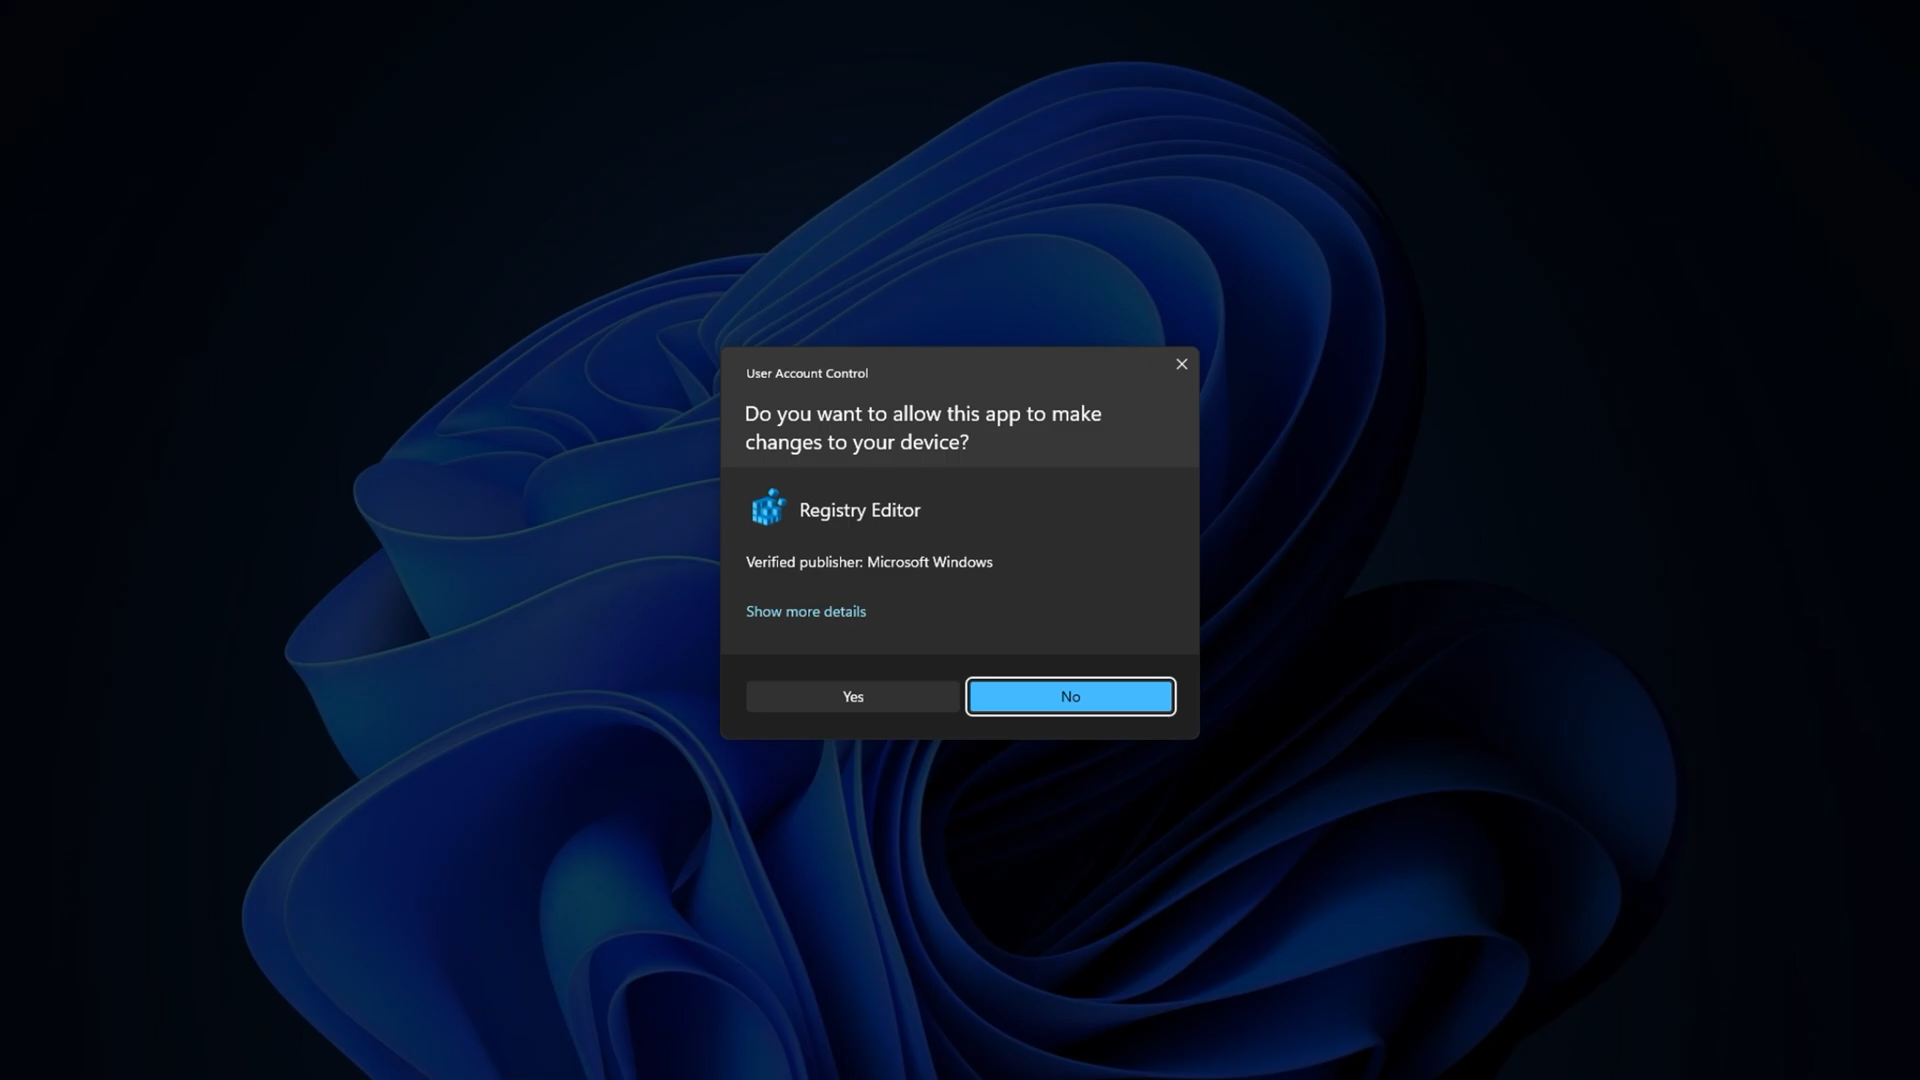 User Account Control
Do you want to allow this app to make
changes to your device?
Registry Editor
Verified publisher: Microsoft Windows
Show more details
Yes
No